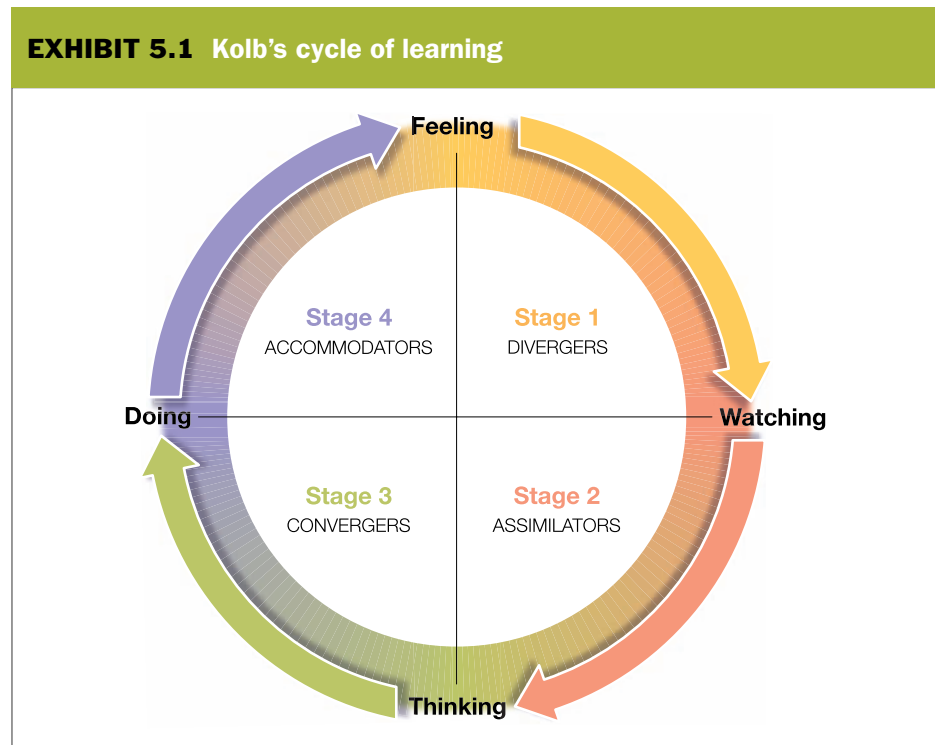 EXHIBIT 5.1 Kolb's cycle of learning
Feeling
Stage 4
ACCOMMODATORS
Stage 1
DIVERGERS
Doing
Watching
Stage 3
CONVERGERS
Stage 2
ASSIMILATORS
Thinking